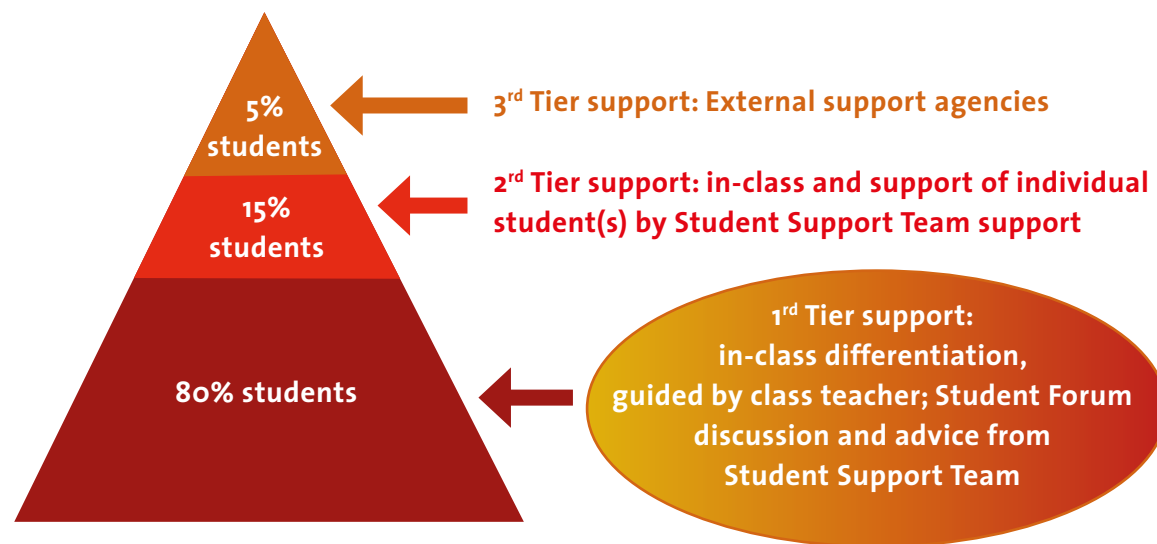 5%
students
3rd Tier support: External support agencies
15%
students
2rd Tier support: in-class and support of individual
student(s) by Student Support Team support
80% students
1rd Tier support:
in-class differentiation,
guided by class teacher; Student Forum
discussion and advice from
Student Support Team